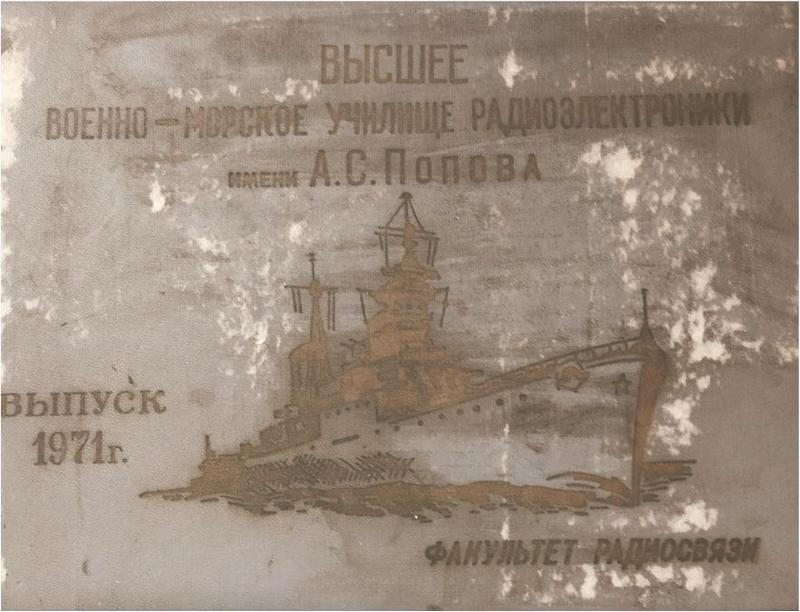 ВЫСШЕЕ
ВОЕННО – МОРСКОЕ УЧИЛИЩЕ РАДИОЭЛЕКТРОНИКИ
ИМЕНИ А.С.ПОПОВА
ВЫПУСК
1971г.
ФАКУЛЬТЕТ РАДИОСВЯЗИ